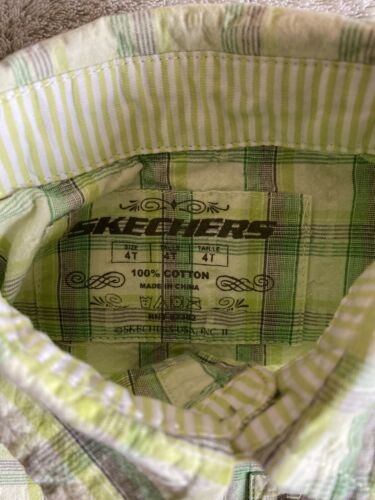 SKECHERS
SIZE TALLA TAILLE
4T 4T 4T
100% COTTON
MADE IN CHINA
© SKECHERS USA, INC. II